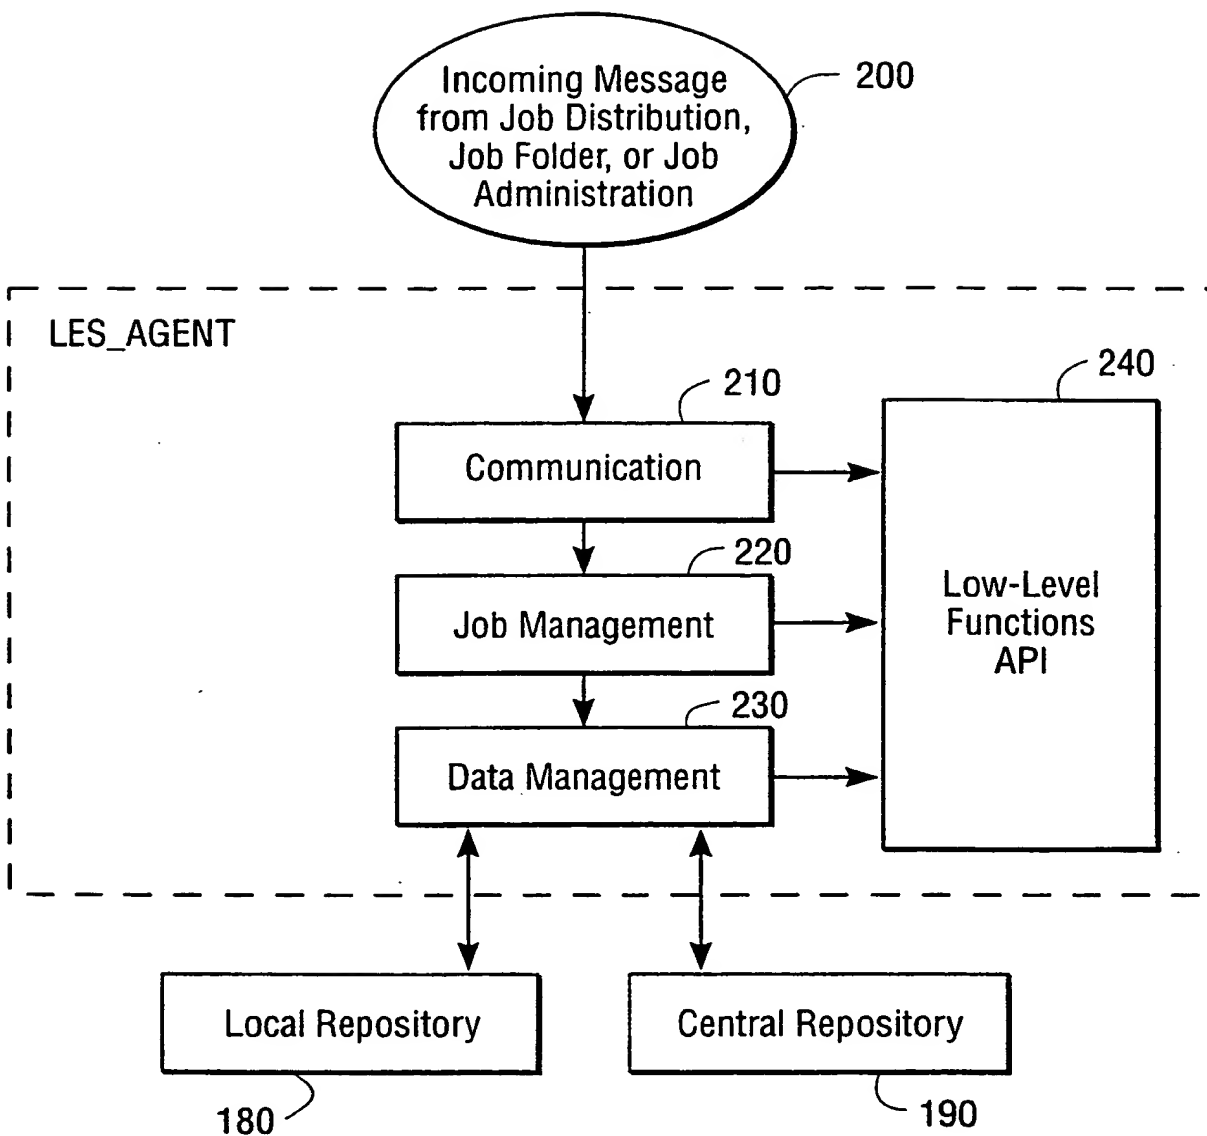 Incoming Message
from Job Distribution,
Job Folder, or Job
Administration
200
LES_AGENT
210
240
Communication
220
Low-Level
Functions
API
Job Management
230
Data Management
Local Repository
Central Repository
180
190